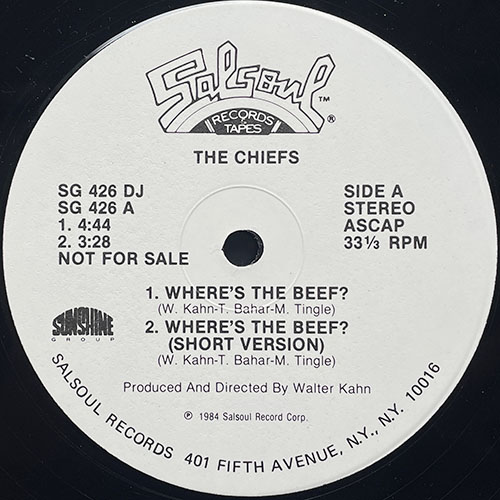 Salsoul™
RECORDS & TAPES ®
THE CHIEFS
SG 426 DJ
SG 426 A
1. 4:44
2. 3:28
NOT FOR SALE
SIDE A
STEREO
ASCAP
33⅓ RPM
1. WHERE'S THE BEEF?
(W. Kahn-T. Bahar-M. Tingle)
2. WHERE'S THE BEEF?
(SHORT VERSION)
(W. Kahn-T. Bahar-M. Tingle)
SUNSHINE
GROUP
Produced And Directed By Walter Kahn
℗ 1984 Salsoul Record Corp.
SALSOUL RECORDS 401 FIFTH AVENUE, N.Y., N.Y. 10016